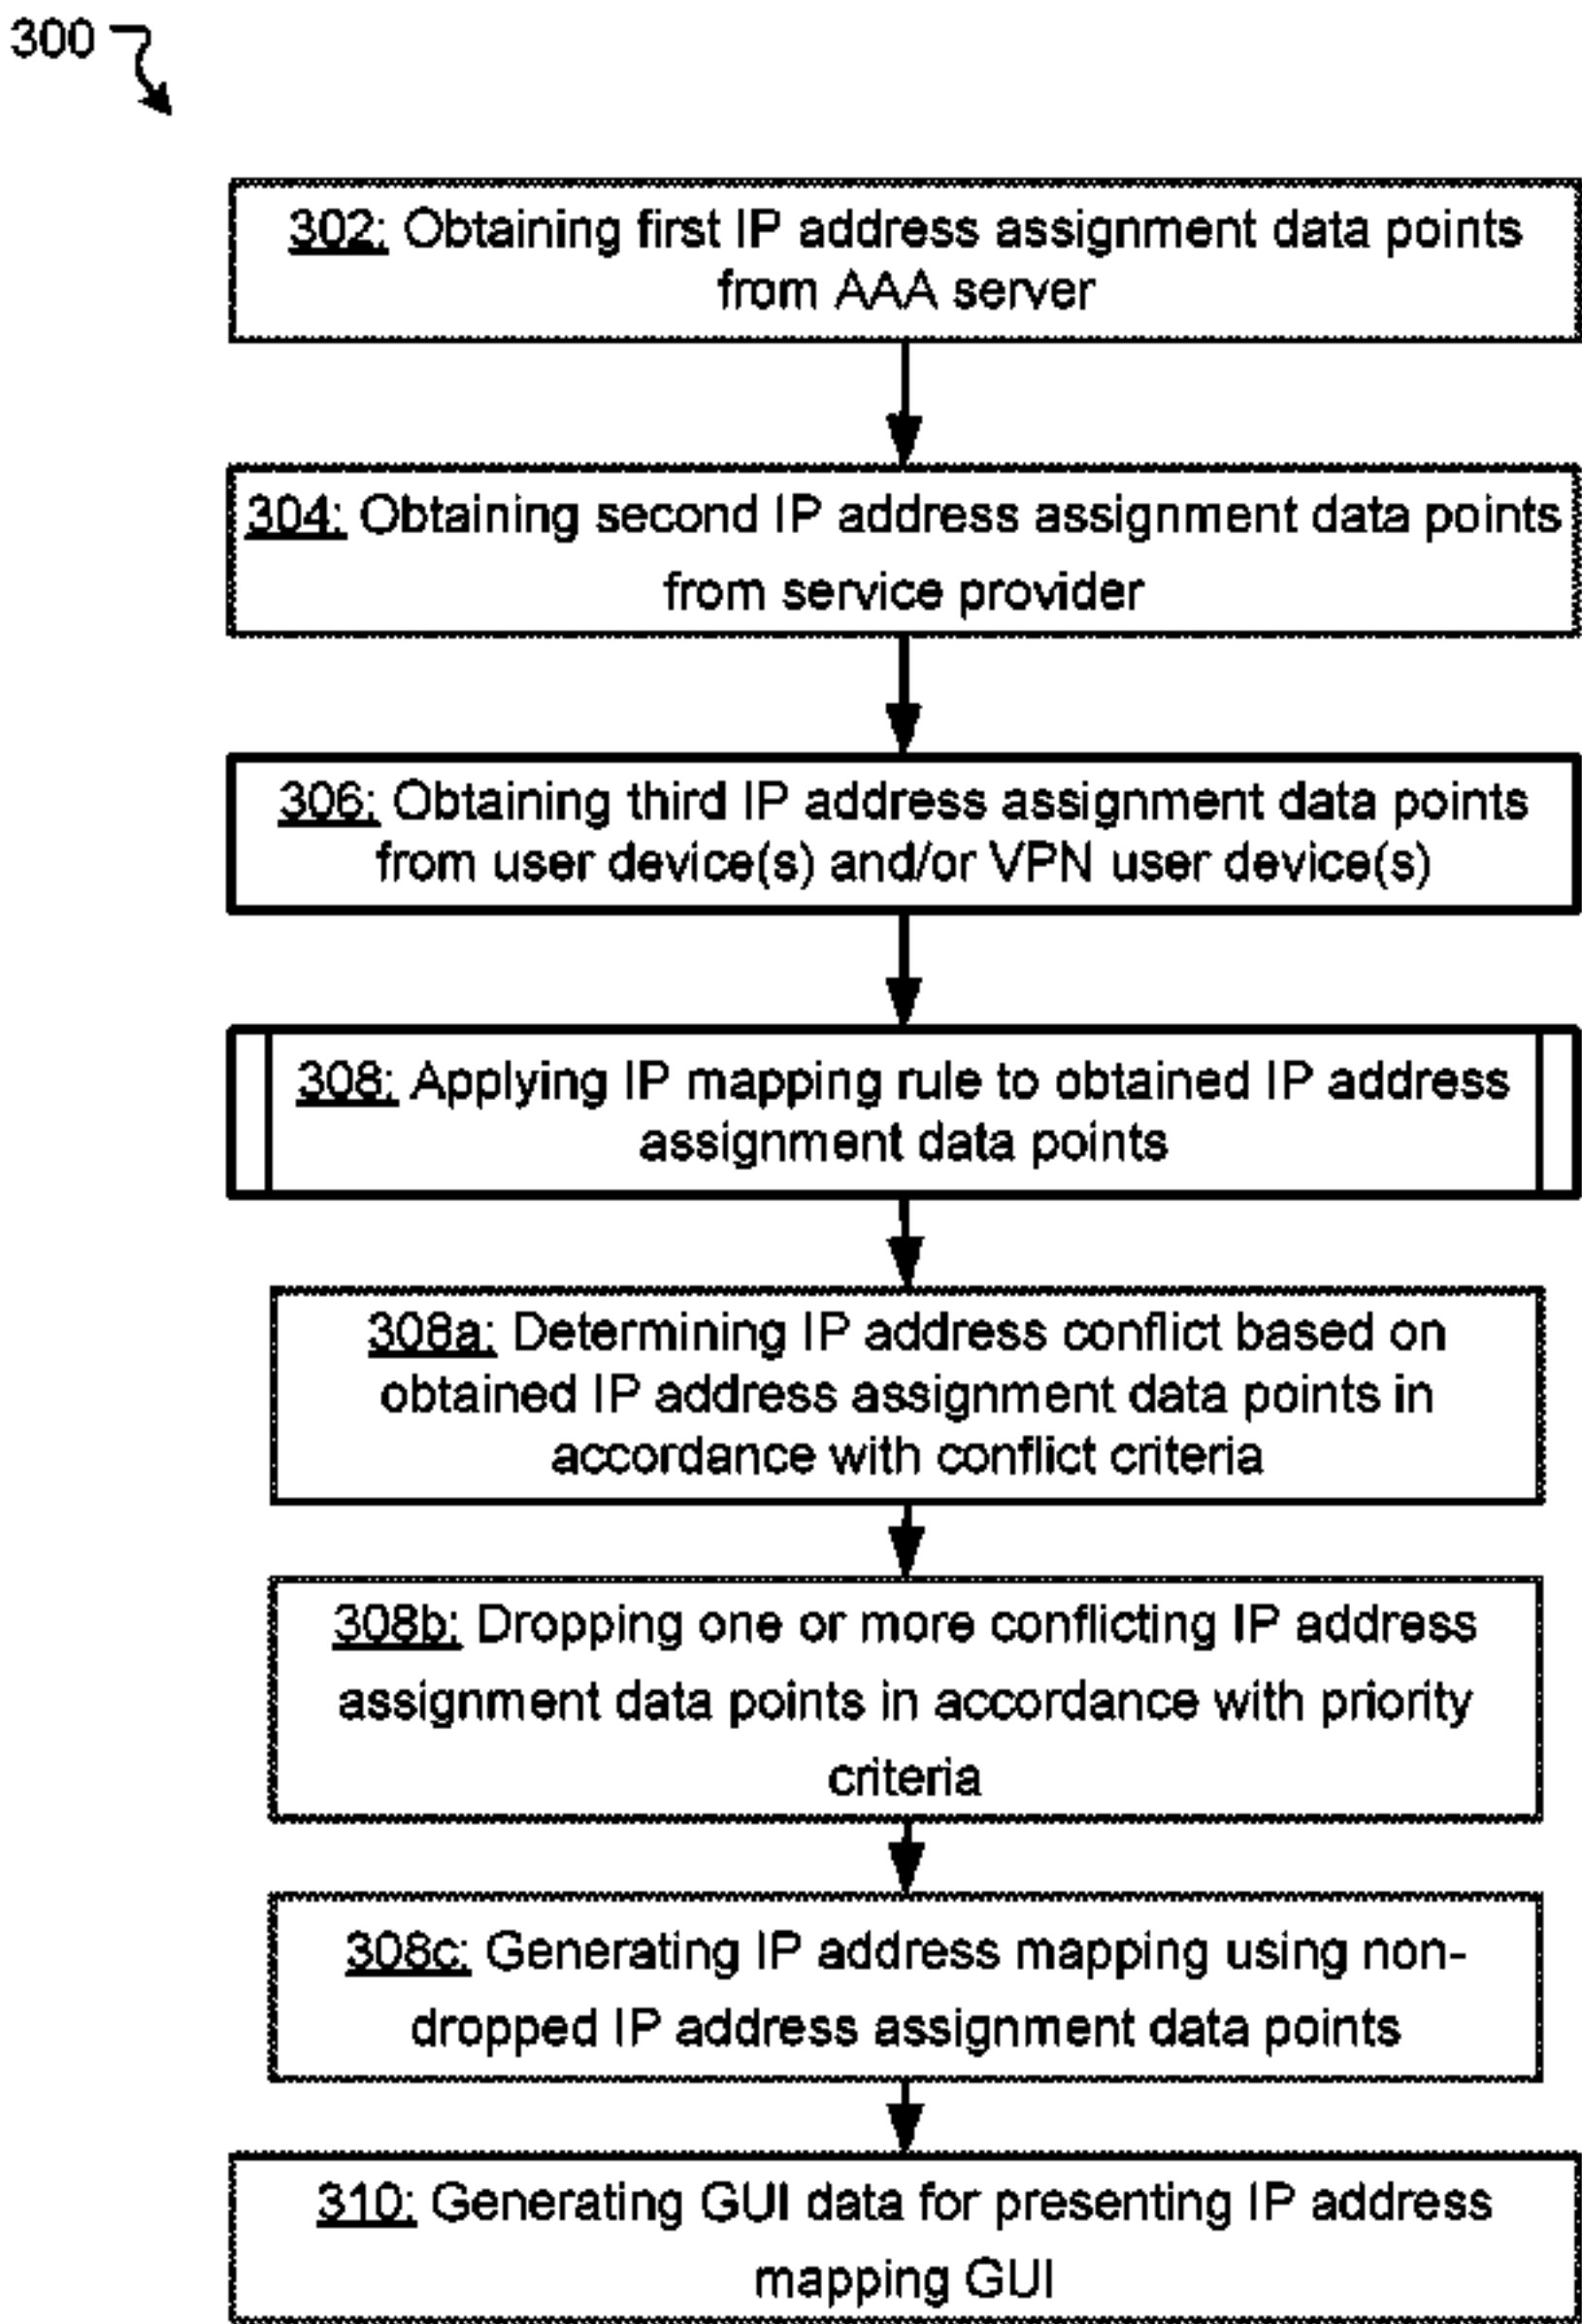 300
302: Obtaining first IP address assignment data points
from AAA server
304: Obtaining second IP address assignment data points
from service provider
306: Obtaining third IP address assignment data points
from user device(s) and/or VPN user device(s)
308: Applying IP mapping rule to obtained IP address
assignment data points
308a: Determining IP address conflict based on
obtained IP address assignment data points in
accordance with conflict criteria
308b: Dropping one or more conflicting IP address
assignment data points in accordance with priority
criteria
308c: Generating IP address mapping using non-
dropped IP address assignment data points
310: Generating GUI data for presenting IP address
mapping GUI